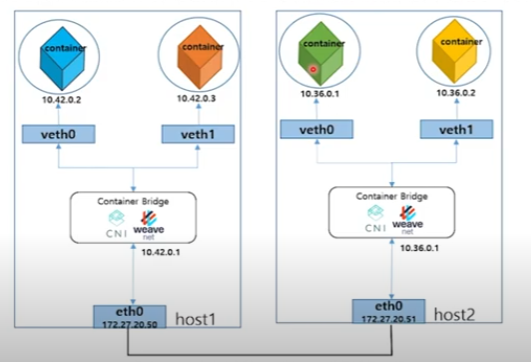 container
container
container
container
10.42.0.2
10.42.0.3
10.36.0.1
10.36.0.2
veth0
veth1
veth0
veth1
Container Bridge
CNI
weave
net
10.42.0.1
Container Bridge
CNI
weave
net
10.36.0.1
eth0
172.27.20.50
host1
eth0
172.27.20.51
host2